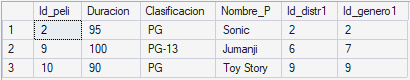 Id_peli Duracion Clasificacion Nombre_P Id_distr1 Id_genero1
1 2 95 PG Sonic 2 2
2 9 100 PG-13 Jumanji 6 7
3 10 90 PG Toy Story 9 9